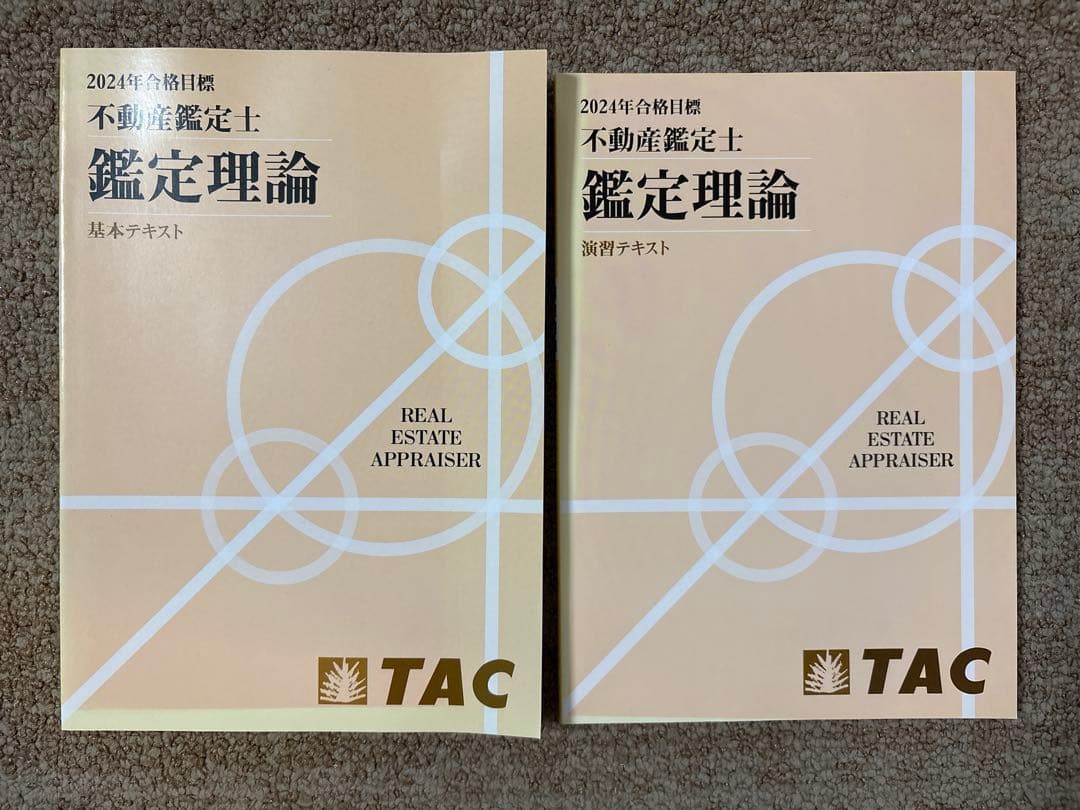 2024年合格目標
不動産鑑定士
鑑定理論
基本テキスト
REAL
ESTATE
APPRAISER
TAC
2024年合格目標
不動産鑑定士
鑑定理論
演習テキスト
REAL
ESTATE
APPRAISER
TAC